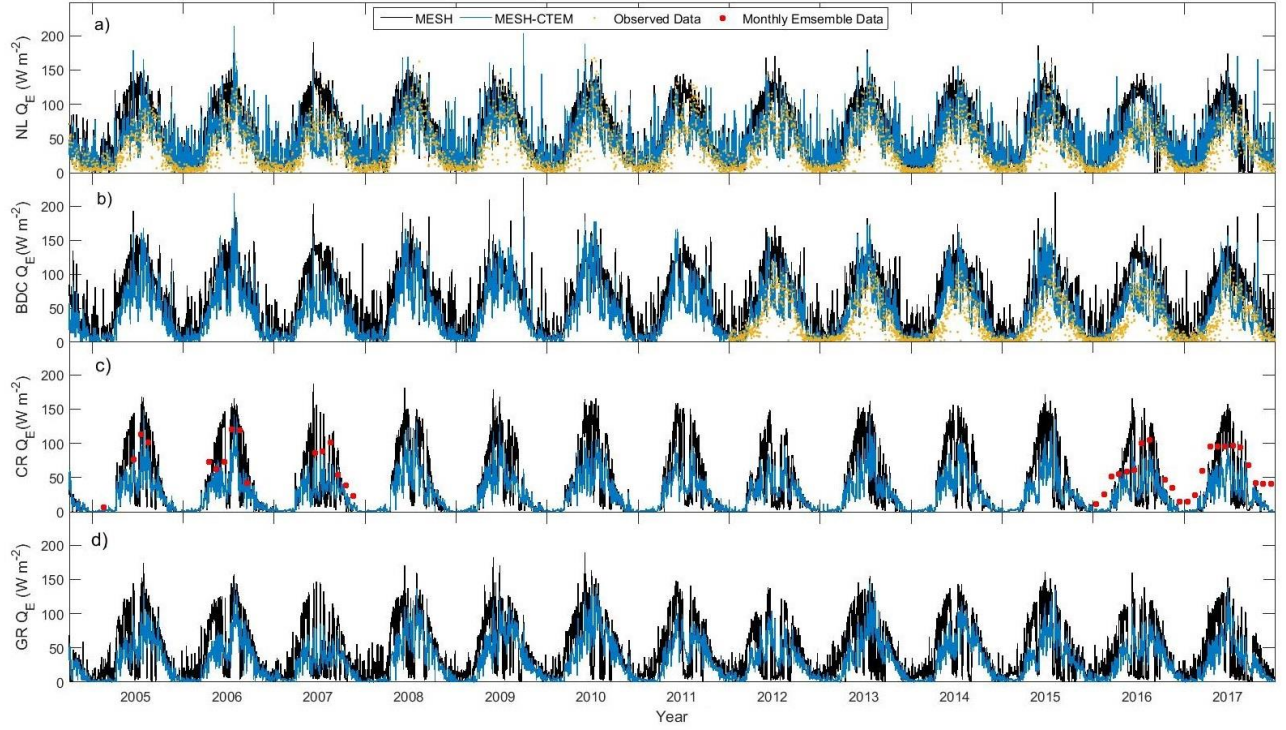 MESH MESH-CTEM Observed Data Monthly Emsemble Data
a)
NL Q_E (W m^-2)
200
150
100
50
0
b)
BDC Q_E(W m^-2)
200
150
100
50
0
c)
CR Q_E(W m^-2)
200
150
100
50
0
d)
GR Q_E (W m^-2)
200
150
100
50
0
2005 2006 2007 2008 2009 2010 2011 2012 2013 2014 2015 2016 2017
Year